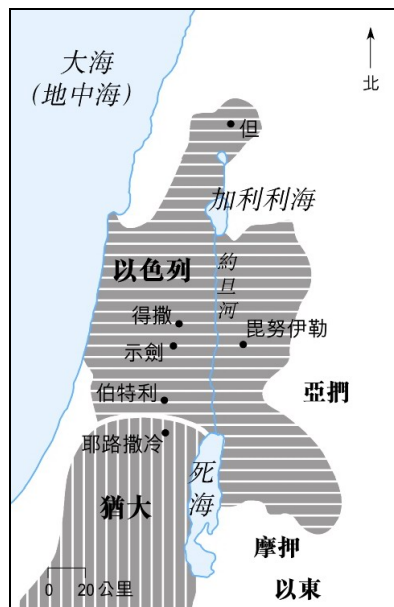 大海
(地中海)
北
但
加利利海
以色列
約旦河
得撒
毘努伊勒
示劍
亞捫
伯特利
耶路撒冷
死海
猶大
摩押
0 20公里
以東